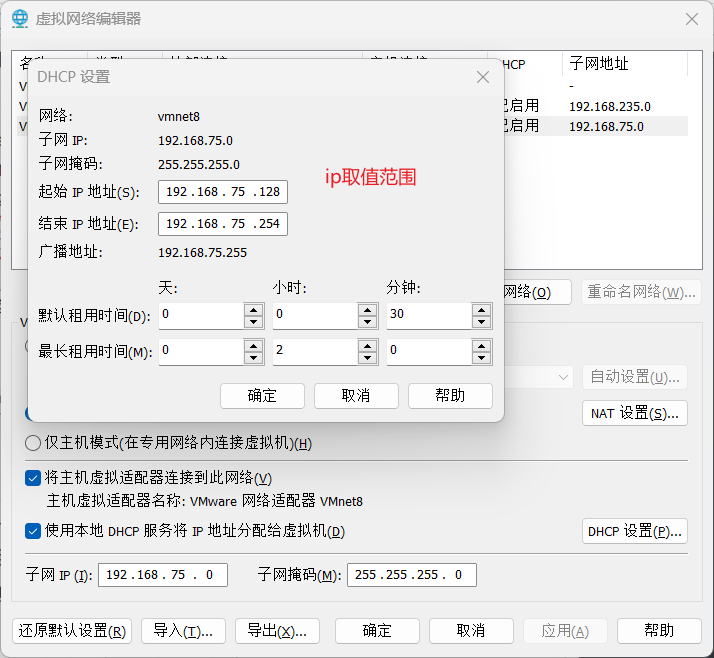 虚拟网络编辑器
DHCP 子网地址
-
已启用 192.168.235.0
已启用 192.168.75.0
DHCP 设置
网络: vmnet8
子网 IP: 192.168.75.0
子网掩码: 255.255.255.0
起始 IP 地址(S): 192.168.75.128
结束 IP 地址(E): 192.168.75.254
广播地址: 192.168.75.255
ip取值范围
天: 小时: 分钟:
默认租用时间(D): 0 0 30
最长租用时间(M): 0 2 0
确定 取消 帮助
网络(O) 重命名网络(W)...
自动设置(U)...
NAT 设置(S)...
仅主机模式(在专用网络内连接虚拟机)(H)
将主机虚拟适配器连接到此网络(V)
主机虚拟适配器名称: VMware 网络适配器 VMnet8
使用本地 DHCP 服务将 IP 地址分配给虚拟机(D)
DHCP 设置(P)...
子网 IP (I): 192.168.75.0 子网掩码(M): 255.255.255.0
还原默认设置(R) 导入(T)... 导出(X)... 确定 取消 应用(A) 帮助